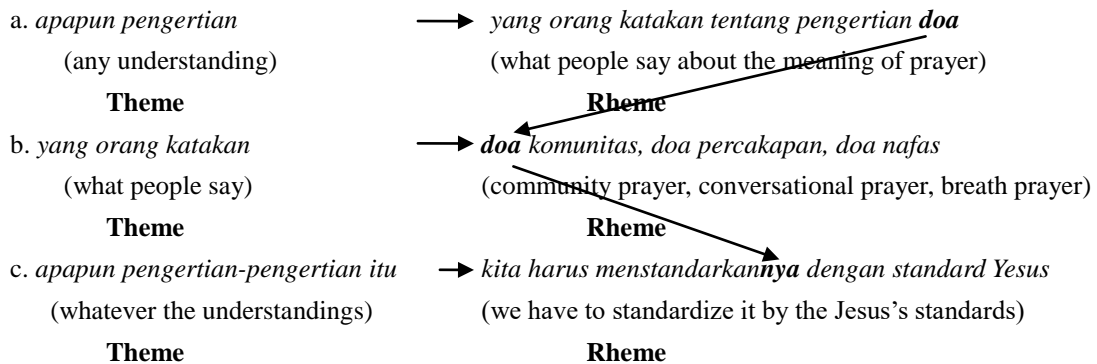 a. apapun pengertian yang orang katakan tentang pengertian doa
(any understanding) (what people say about the meaning of prayer)
Theme Rheme
b. yang orang katakan doa komunitas, doa percakapan, doa nafas
(what people say) (community prayer, conversational prayer, breath prayer)
Theme Rheme
c. apapun pengertian-pengertian itu kita harus menstandarkannya dengan standard Yesus
(whatever the understandings) (we have to standardize it by the Jesus's standards)
Theme Rheme